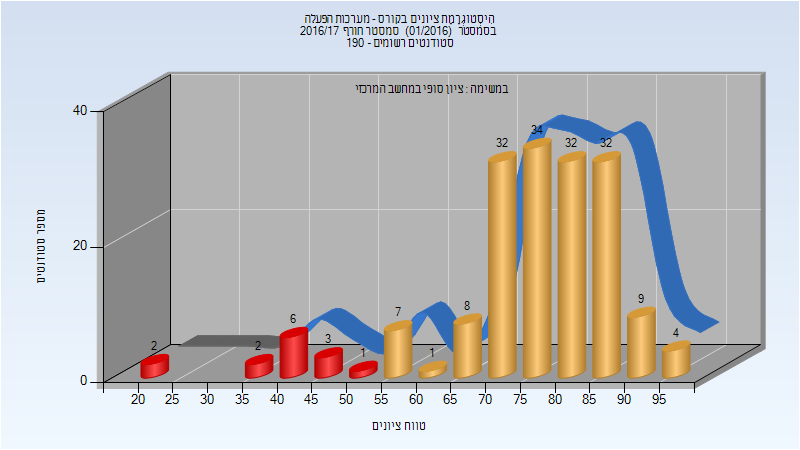 היסטוגרמת ציונים בקורס - מערכות הפעלה
בסמסטר (01/2016) סמסטר חורף 2016/17
סטודנטים רשומים - 190
במשימה : ציון סופי במחשב המרכזי
מספר סטודנטים
40
20
0
2
2
6
3
1
7
1
8
32
34
32
32
9
4
20 25 30 35 40 45 50 55 60 65 70 75 80 85 90 95
טווח ציונים